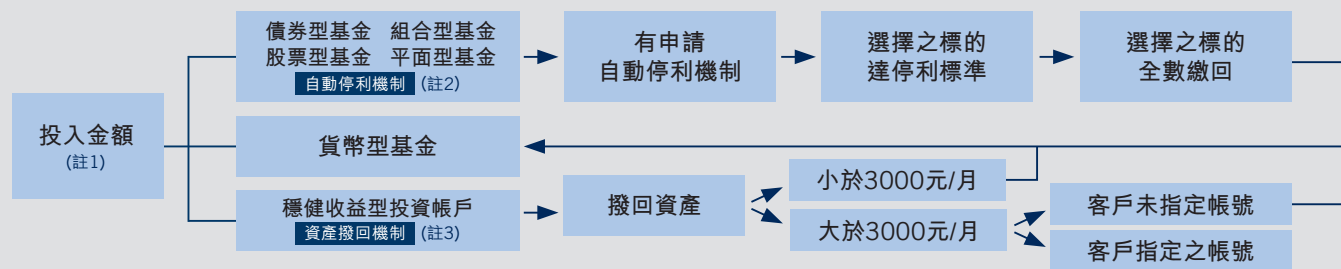 投入金額
(註1)
債券型基金 組合型基金
股票型基金 平面型基金
自動停利機制 (註2)
有申請
自動停利機制
選擇之標的
達停利標準
選擇之標的
全數繳回
貨幣型基金
穩健收益型投資帳戶
資產撥回機制 (註3)
撥回資產
小於3000元/月
大於3000元/月
客戶未指定帳號
客戶指定之帳號